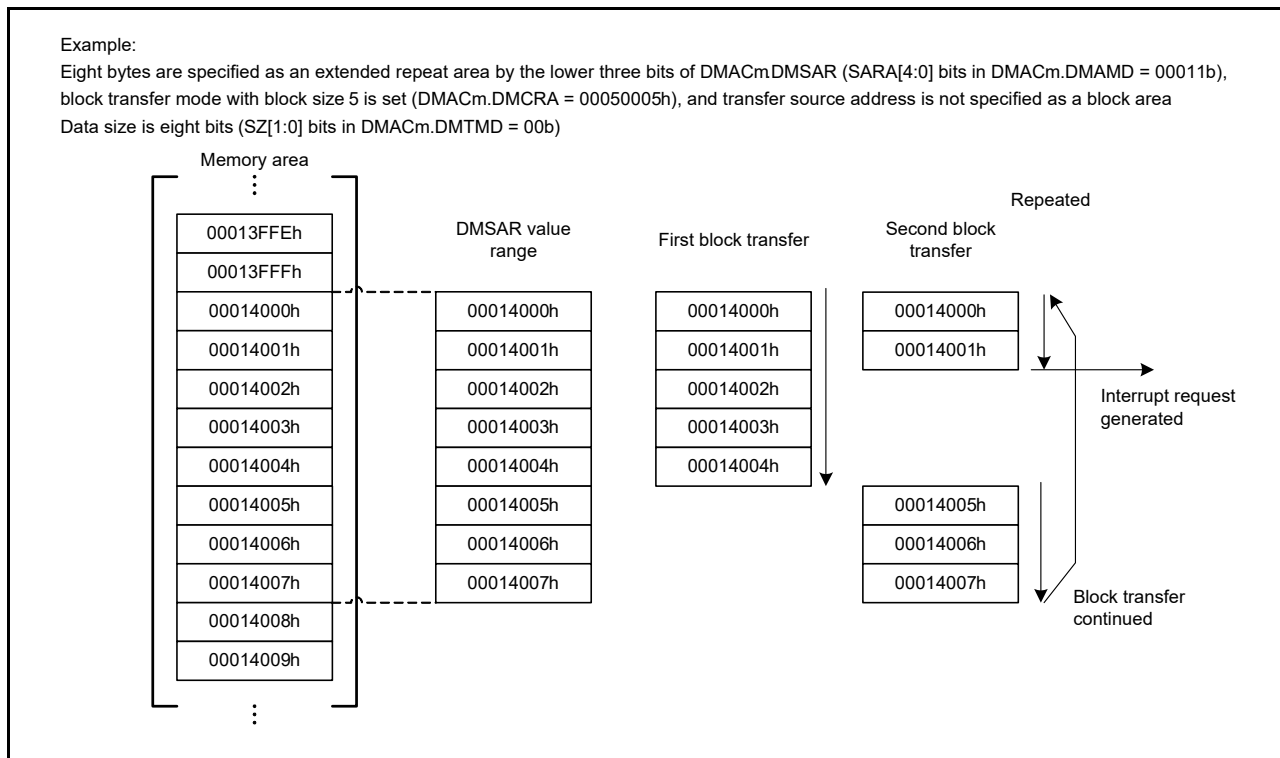 Example:
Eight bytes are specified as an extended repeat area by the lower three bits of DMACm.DMSAR (SARA[4:0] bits in DMACm.DMAMD = 00011b),
block transfer mode with block size 5 is set (DMACm.DMCRA = 00050005h), and transfer source address is not specified as a block area
Data size is eight bits (SZ[1:0] bits in DMACm.DMTMD = 00b)
Memory area
00013FFEh
00013FFFh
00014000h
00014001h
00014002h
00014003h
00014004h
00014005h
00014006h
00014007h
00014008h
00014009h
DMSAR value
range
00014000h
00014001h
00014002h
00014003h
00014004h
00014005h
00014006h
00014007h
First block transfer
00014000h
00014001h
00014002h
00014003h
00014004h
Second block
transfer
00014000h
00014001h
00014005h
00014006h
00014007h
Repeated
Interrupt request
generated
Block transfer
continued